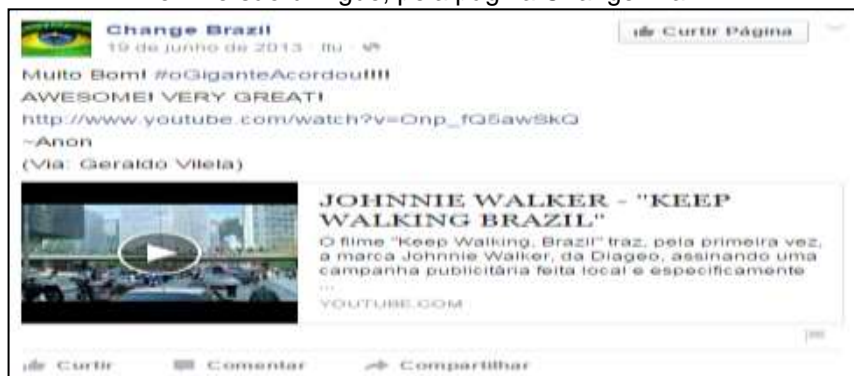 Change Brazil
19 de junho de 2013 · Itu ·
Curtir Página
Muito Bom! #oGiganteAcordou!!!!
AWESOME! VERY GREAT!
http://www.youtube.com/watch?v=Onp_fQ5awSkQ
~Anon
(Via: Geraldo Vilela)
JOHNNIE WALKER - "KEEP
WALKING BRAZIL"
O filme "Keep Walking, Brazil" traz, pela primeira vez,
a marca Johnnie Walker, da Diageo, assinando uma
campanha publicitária feita local e especificamente
...
YOUTUBE.COM
Curtir Comentar Compartilhar